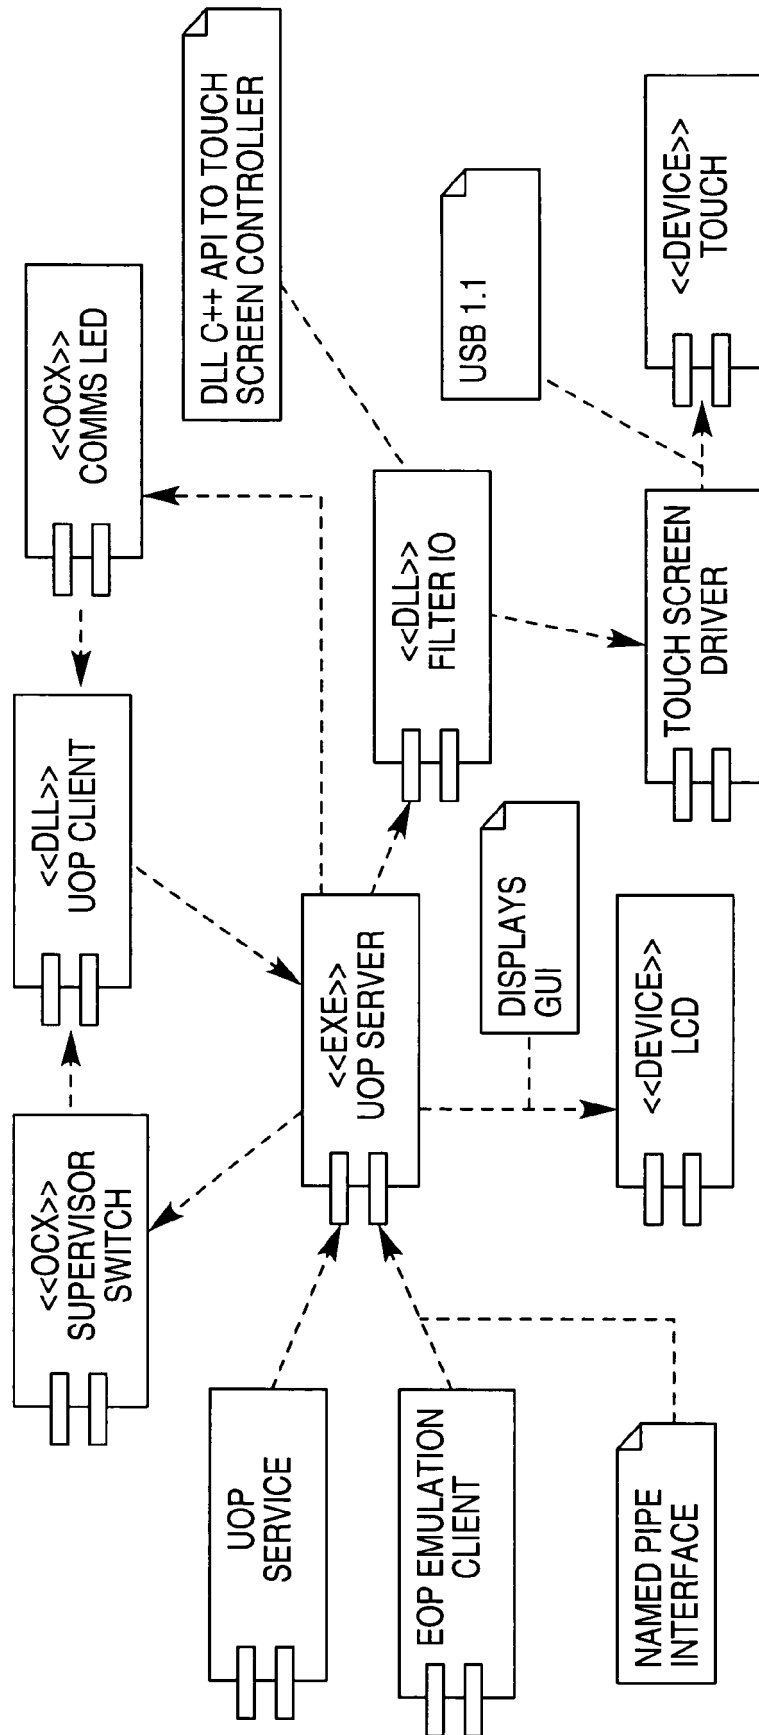 <<OCX>>
SUPERVISOR
SWITCH
<<DLL>>
UOP CLIENT
<<OCX>>
COMMS LED
UOP
SERVICE
<<EXE>>
UOP SERVER
DLL C++ API TO TOUCH
SCREEN CONTROLLER
EOP EMULATION
CLIENT
<<DLL>>
FILTER IO
DISPLAYS
GUI
USB 1.1
NAMED PIPE
INTERFACE
<<DEVICE>>
LCD
TOUCH SCREEN
DRIVER
<<DEVICE>>
TOUCH